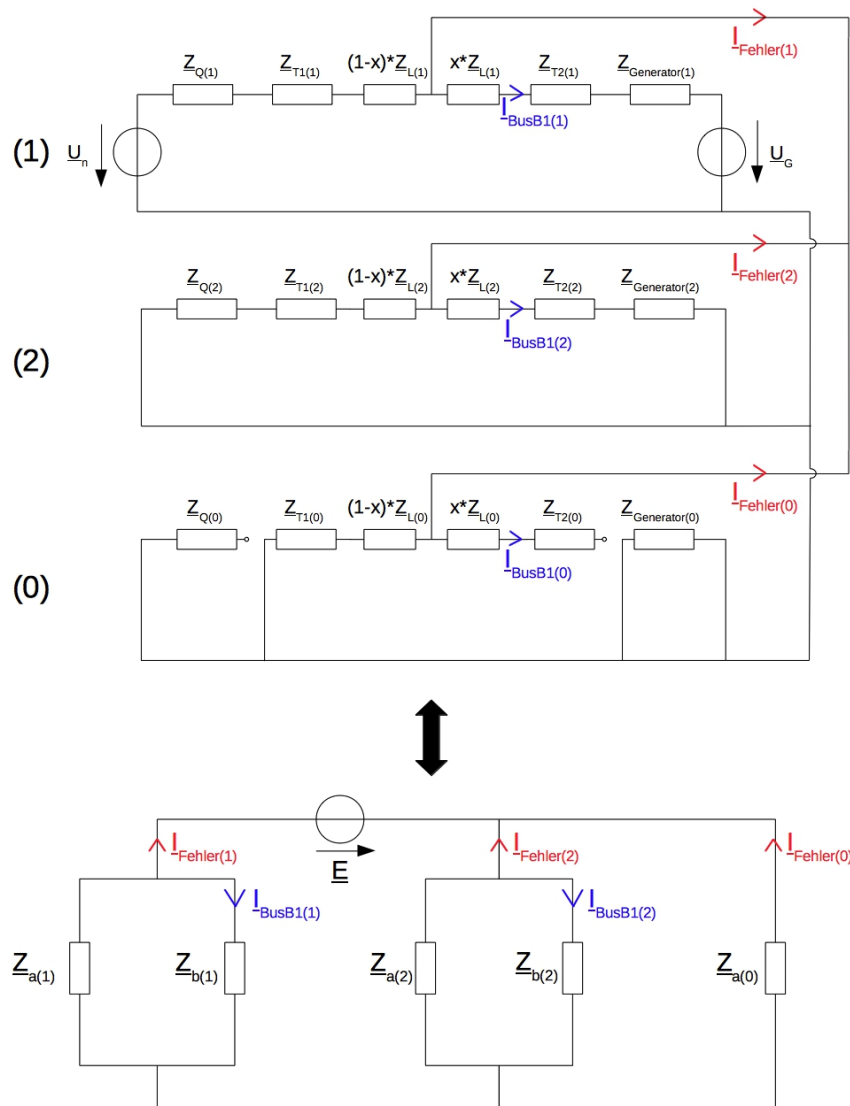 I_Fehler(1)
Z_Q(1) Z_T1(1) (1-x)*Z_L(1) x*Z_L(1) Z_T2(1) Z_Generator(1)
I_BusB1(1)
(1) U_n U_G
I_Fehler(2)
Z_Q(2) Z_T1(2) (1-x)*Z_L(2) x*Z_L(2) Z_T2(2) Z_Generator(2)
I_BusB1(2)
(2)
I_Fehler(0)
Z_Q(0) Z_T1(0) (1-x)*Z_L(0) x*Z_L(0) Z_T2(0) Z_Generator(0)
I_BusB1(0)
(0)
I_Fehler(1) E I_Fehler(2) I_Fehler(0)
I_BusB1(1) I_BusB1(2)
Z_a(1) Z_b(1) Z_a(2) Z_b(2) Z_a(0)